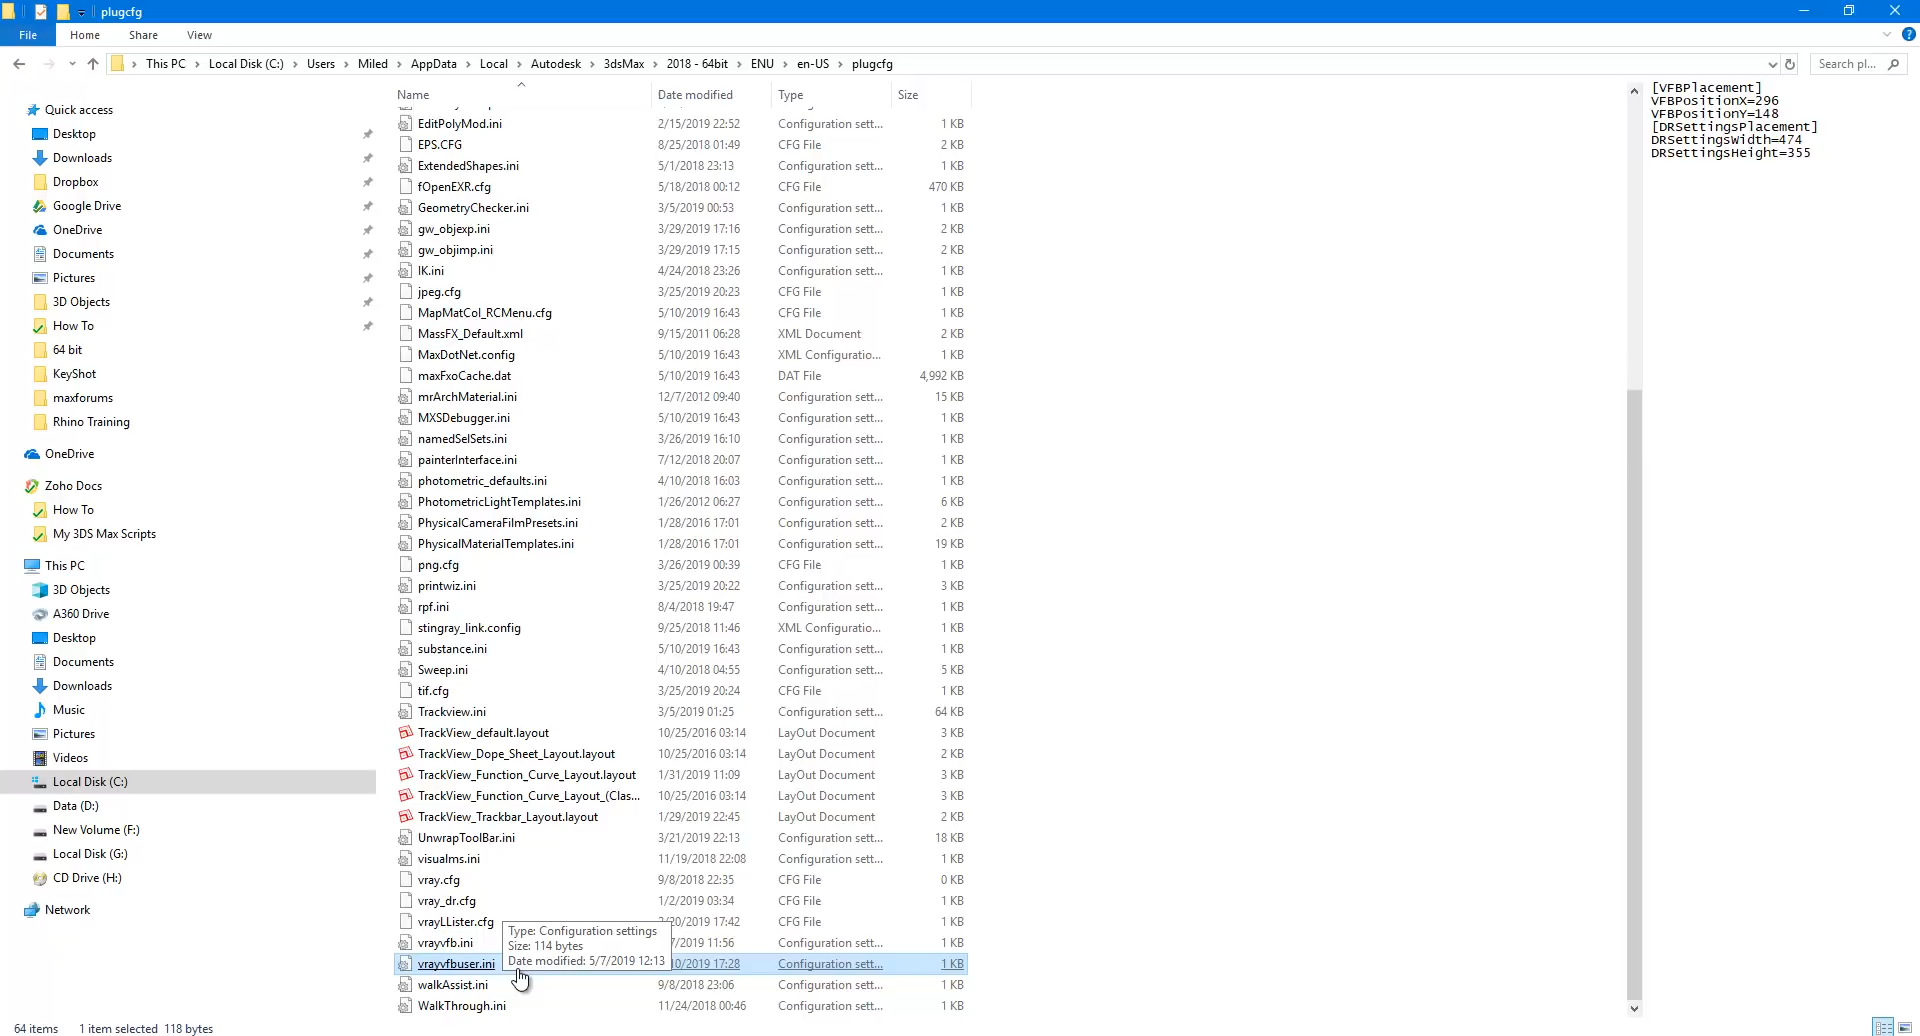 plugcfg
File Home Share View
This PC Local Disk (C:) Users Miled AppData Local Autodesk 3dsMax 2018 - 64bit ENU en-US plugcfg
Search pl...
Quick access
Desktop
Downloads
Dropbox
Google Drive
OneDrive
Documents
Pictures
3D Objects
How To
64 bit
KeyShot
maxforums
Rhino Training
OneDrive
Zoho Docs
How To
My 3DS Max Scripts
This PC
3D Objects
A360 Drive
Desktop
Documents
Downloads
Music
Pictures
Videos
Local Disk (C:)
Data (D:)
New Volume (F:)
Local Disk (G:)
CD Drive (H:)
Network
Name Date modified Type Size
EditPolyMod.ini 2/15/2019 22:52 Configuration sett... 1 KB
EPS.CFG 8/25/2018 01:49 CFG File 2 KB
ExtendedShapes.ini 5/1/2018 23:13 Configuration sett... 1 KB
fOpenEXR.cfg 5/18/2018 00:12 CFG File 470 KB
GeometryChecker.ini 3/5/2019 00:53 Configuration sett... 1 KB
gw_objexp.ini 3/29/2019 17:16 Configuration sett... 2 KB
gw_objimp.ini 3/29/2019 17:15 Configuration sett... 2 KB
IK.ini 4/24/2018 23:26 Configuration sett... 1 KB
jpeg.cfg 3/25/2019 20:23 CFG File 1 KB
MapMatCol_RCMenu.cfg 5/10/2019 16:43 CFG File 1 KB
MassFX_Default.xml 9/15/2011 06:28 XML Document 2 KB
MaxDotNet.config 5/10/2019 16:43 XML Configuratio... 1 KB
maxFxoCache.dat 5/10/2019 16:43 DAT File 4,992 KB
mrArchMaterial.ini 12/7/2012 09:40 Configuration sett... 15 KB
MXSDebugger.ini 5/10/2019 16:43 Configuration sett... 1 KB
namedSelSets.ini 3/26/2019 16:10 Configuration sett... 1 KB
painterInterface.ini 7/12/2018 20:07 Configuration sett... 1 KB
photometric_defaults.ini 4/10/2018 16:03 Configuration sett... 1 KB
PhotometricLightTemplates.ini 1/26/2012 06:27 Configuration sett... 6 KB
PhysicalCameraFilmPresets.ini 1/28/2016 17:01 Configuration sett... 2 KB
PhysicalMaterialTemplates.ini 1/28/2016 17:01 Configuration sett... 19 KB
png.cfg 3/26/2019 00:39 CFG File 1 KB
printwiz.ini 3/25/2019 20:22 Configuration sett... 3 KB
rpf.ini 8/4/2018 19:47 Configuration sett... 1 KB
stingray_link.config 9/25/2018 11:46 XML Configuratio... 1 KB
substance.ini 5/10/2019 16:43 Configuration sett... 1 KB
Sweep.ini 4/10/2018 04:55 Configuration sett... 5 KB
tif.cfg 3/25/2019 20:24 CFG File 1 KB
Trackview.ini 3/5/2019 01:25 Configuration sett... 64 KB
TrackView_default.layout 10/25/2016 03:14 LayOut Document 3 KB
TrackView_Dope_Sheet_Layout.layout 10/25/2016 03:14 LayOut Document 2 KB
TrackView_Function_Curve_Layout.layout 1/31/2019 11:09 LayOut Document 3 KB
TrackView_Function_Curve_Layout_(Clas... 10/25/2016 03:14 LayOut Document 3 KB
TrackView_Trackbar_Layout.layout 1/29/2019 22:45 LayOut Document 2 KB
UnwrapToolBar.ini 3/21/2019 22:13 Configuration sett... 18 KB
visualms.ini 11/19/2018 22:08 Configuration sett... 1 KB
vray.cfg 9/8/2018 22:35 CFG File 0 KB
vray_dr.cfg 1/2/2019 03:34 CFG File 1 KB
vrayLLister.cfg /20/2019 17:42 CFG File 1 KB
vrayvfb.ini /7/2019 11:56 Configuration sett... 1 KB
vrayvfbuser.ini /10/2019 17:28 Configuration sett... 1 KB
walkAssist.ini 9/8/2018 23:06 Configuration sett... 1 KB
WalkThrough.ini 11/24/2018 00:46 Configuration sett... 1 KB
Type: Configuration settings
Size: 114 bytes
Date modified: 5/7/2019 12:13
[VFBPlacement]
VFBPositionX=296
VFBPositionY=148
[DRSettingsPlacement]
DRSettingsWidth=474
DRSettingsHeight=355
64 items 1 item selected 118 bytes